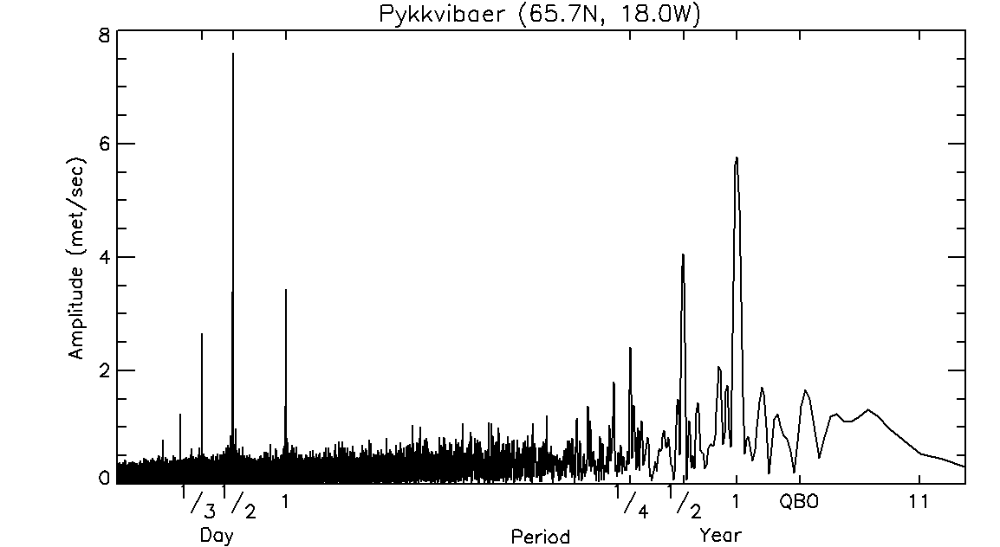 Pykkvibaer (65.7N, 18.0W)
Amplitude (met/sec)
8
6
4
2
0
1/3 1/2 1 1/4 1/2 1 QBO 11
Day Period Year